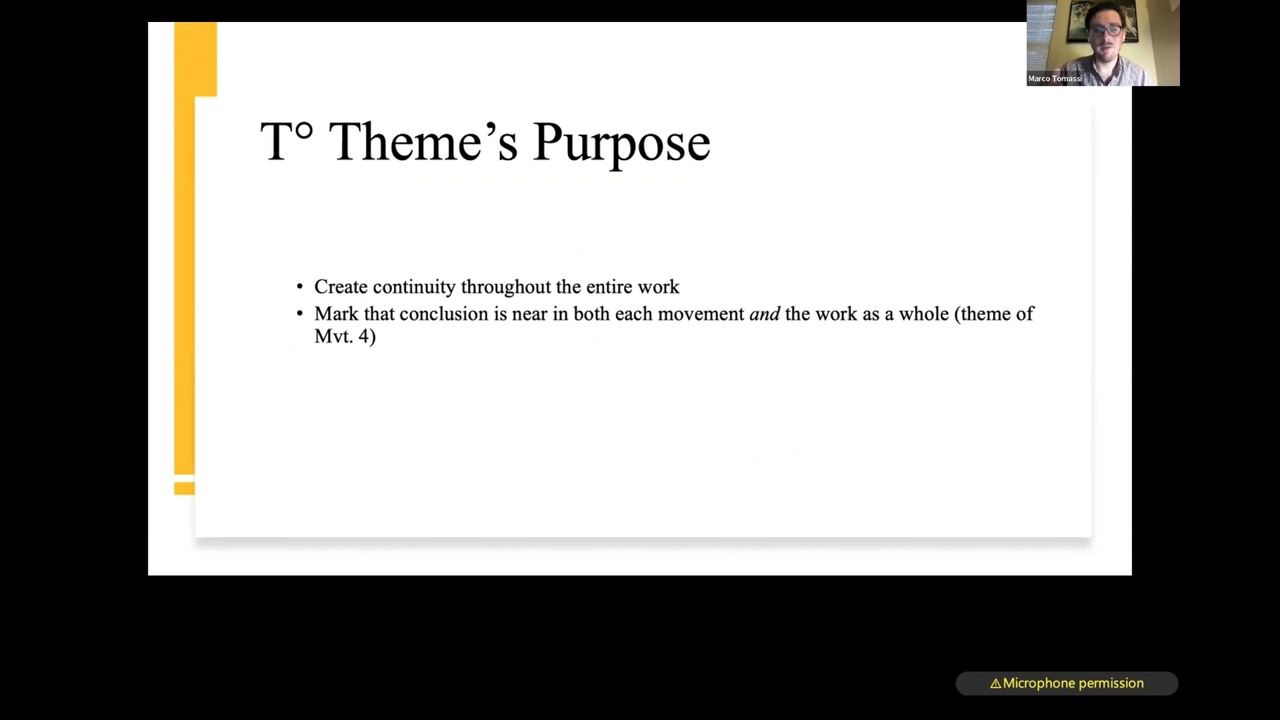 Marco Tomassi
T° Theme's Purpose
• Create continuity throughout the entire work
• Mark that conclusion is near in both each movement and the work as a whole (theme of
Mvt. 4)
⚠Microphone permission